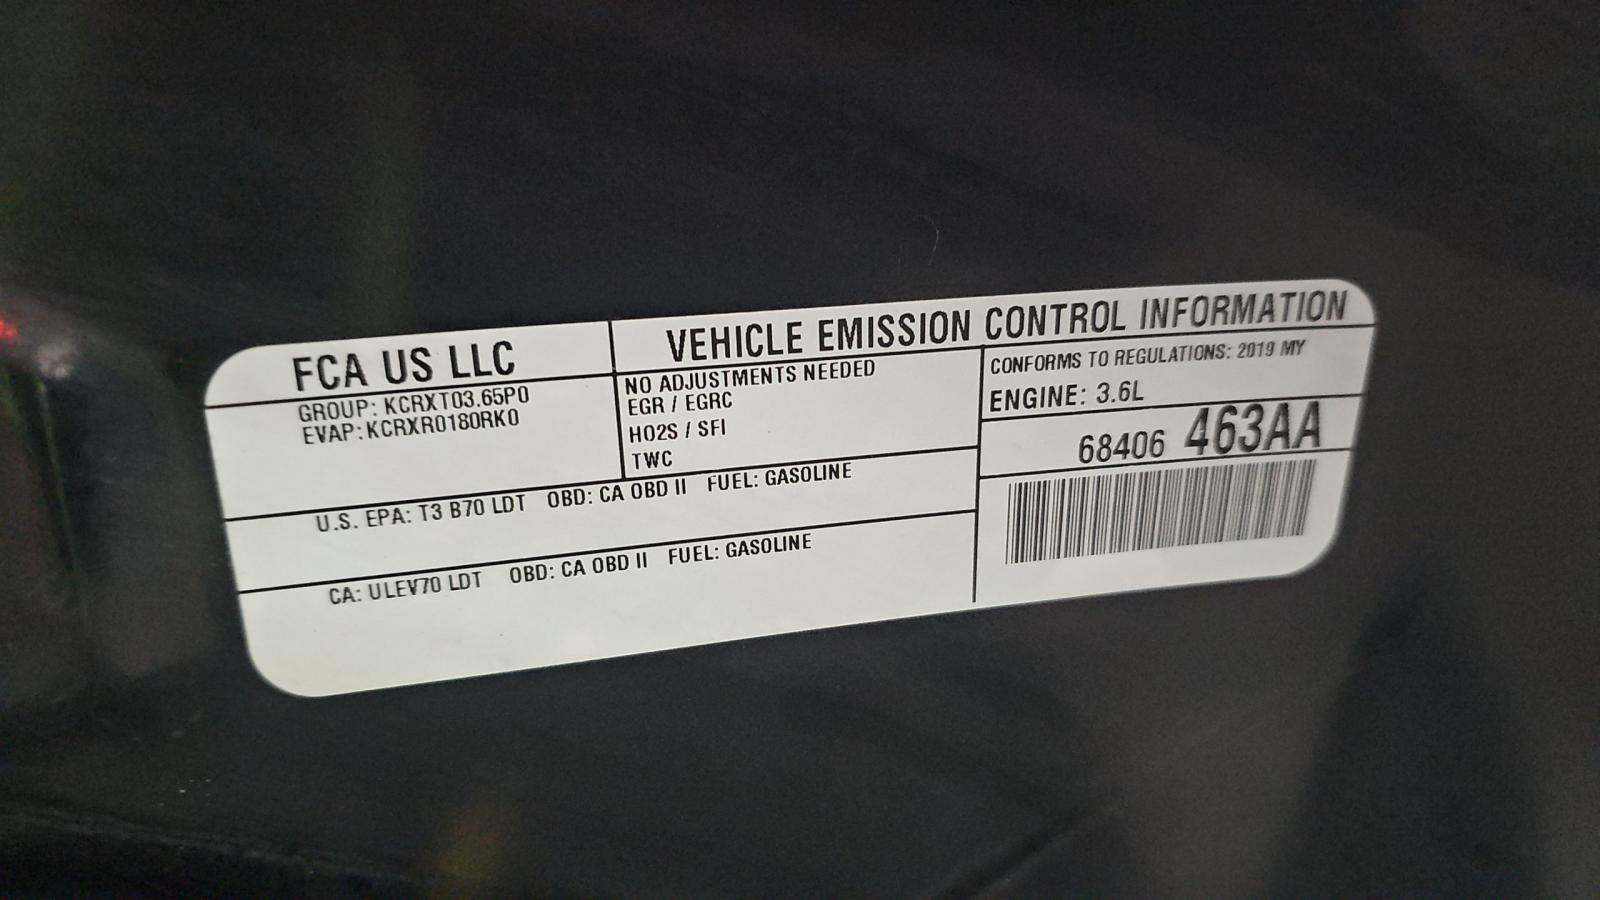 FCA US LLC
GROUP: KCRXT03.65P0
EVAP:KCRXR0180RK0
VEHICLE EMISSION CONTROL INFORMATION
NO ADJUSTMENTS NEEDED
EGR / EGRC
HO2S / SFI
TWC
CONFORMS TO REGULATIONS: 2019 MY
ENGINE: 3.6L
68406 463AA
U.S. EPA: T3 B70 LDT OBD: CA OBD II FUEL: GASOLINE
CA: ULEV70 LDT OBD: CA OBD II FUEL: GASOLINE